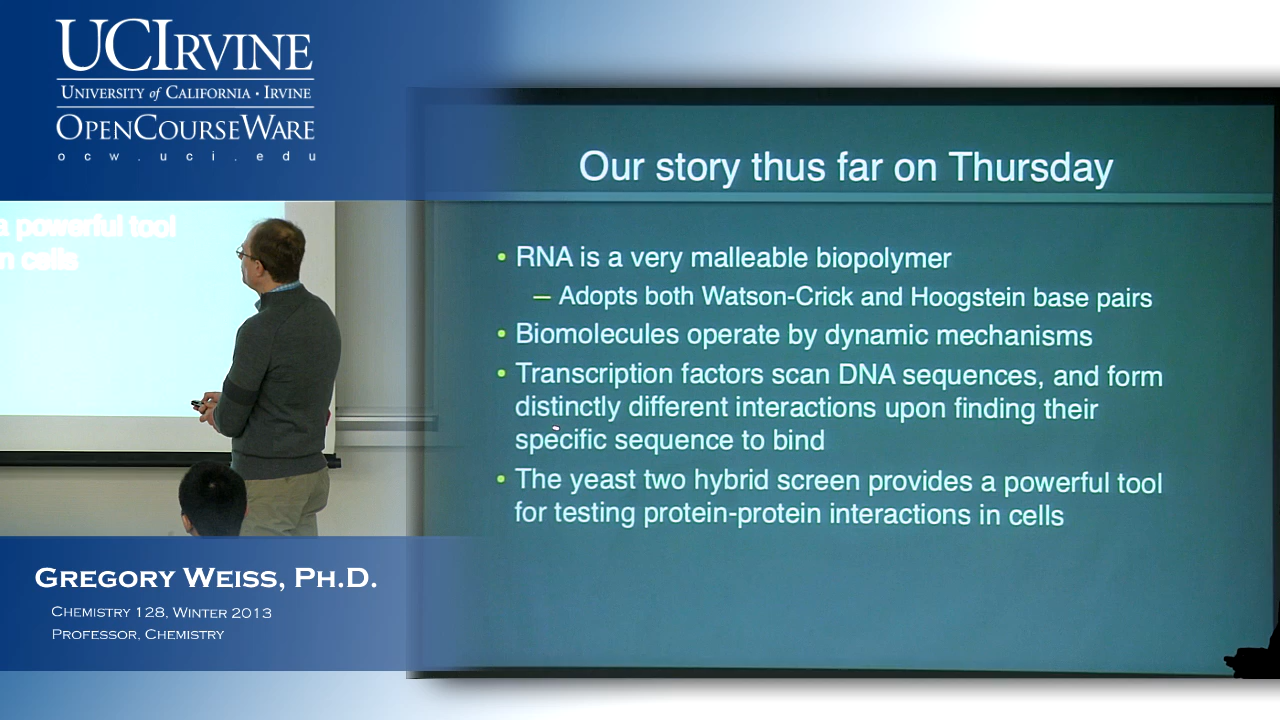 UCIRVINE
UNIVERSITY of CALIFORNIA · IRVINE
OPENCOURSEWARE
ocw.uci.edu
a powerful tool
n cells
GREGORY WEISS, PH.D.
CHEMISTRY 128, WINTER 2013
PROFESSOR, CHEMISTRY
Our story thus far on Thursday
• RNA is a very malleable biopolymer
– Adopts both Watson-Crick and Hoogstein base pairs
• Biomolecules operate by dynamic mechanisms
• Transcription factors scan DNA sequences, and form
distinctly different interactions upon finding their
specific sequence to bind
• The yeast two hybrid screen provides a powerful tool
for testing protein-protein interactions in cells